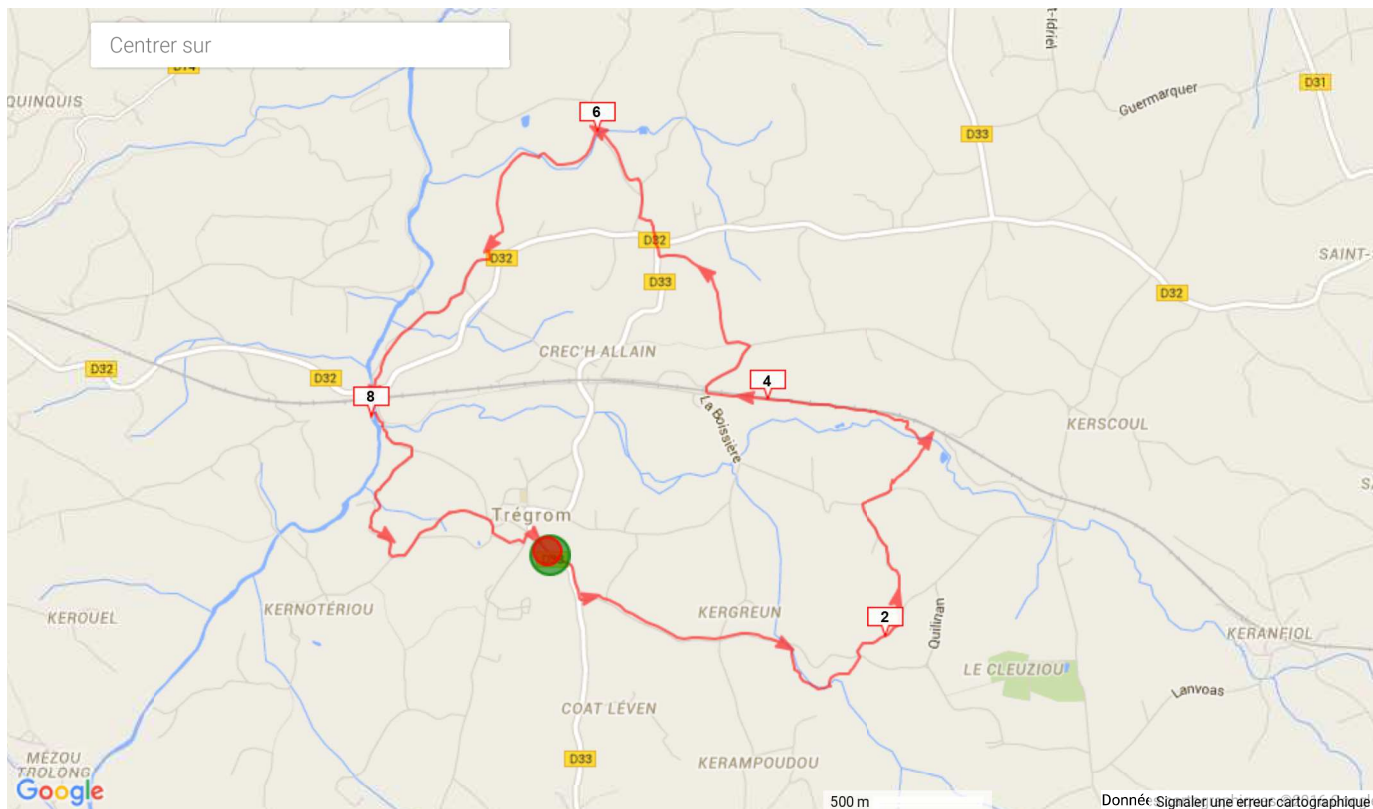 Centrer sur
D74
QUINQUIS
6
t-Idriel
D31
Guermarquer
D33
D32
D32
SAINT-S
D33
D32
CREC'H ALLAIN
D32
D32
4
8
La Boissière
KERSCOUL
Trégrom
KERNOTÉRIOU
KEROUEL
KERGREUN
2
Quilinan
KERANFIOL
LE CLEUZIOU
Lanvoas
COAT LÉVEN
D33
KERAMPOUDOU
MÉZOU
TROLONG
Google
500 m
Signaler une erreur cartographique